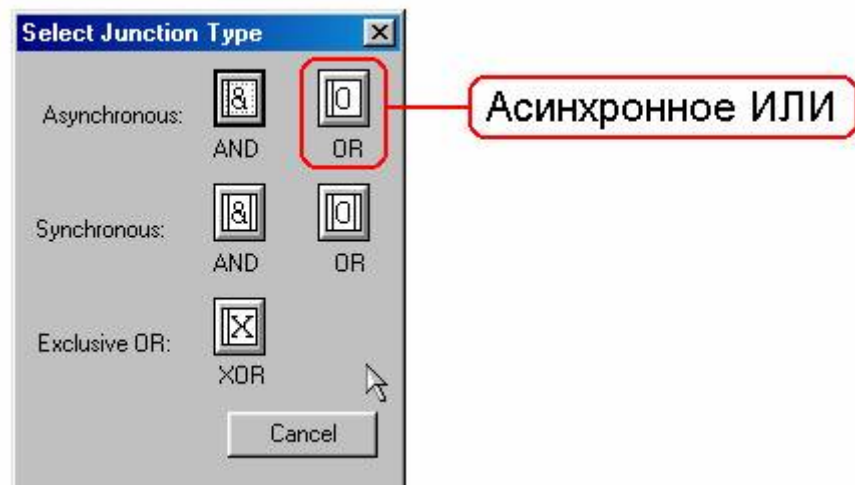 Select Junction Type
Asynchronous:
&
O
AND
OR
Асинхронное ИЛИ
Synchronous:
&
O
AND
OR
Exclusive OR:
X
XOR
Cancel